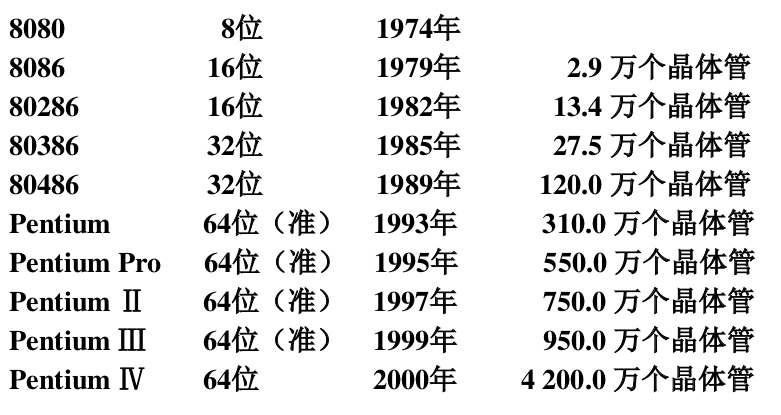 8080 8位 1974年
8086 16位 1979年 2.9 万个晶体管
80286 16位 1982年 13.4 万个晶体管
80386 32位 1985年 27.5 万个晶体管
80486 32位 1989年 120.0 万个晶体管
Pentium 64位（准） 1993年 310.0 万个晶体管
Pentium Pro 64位（准） 1995年 550.0 万个晶体管
Pentium Ⅱ 64位（准） 1997年 750.0 万个晶体管
Pentium Ⅲ 64位（准） 1999年 950.0 万个晶体管
Pentium Ⅳ 64位 2000年 4 200.0 万个晶体管